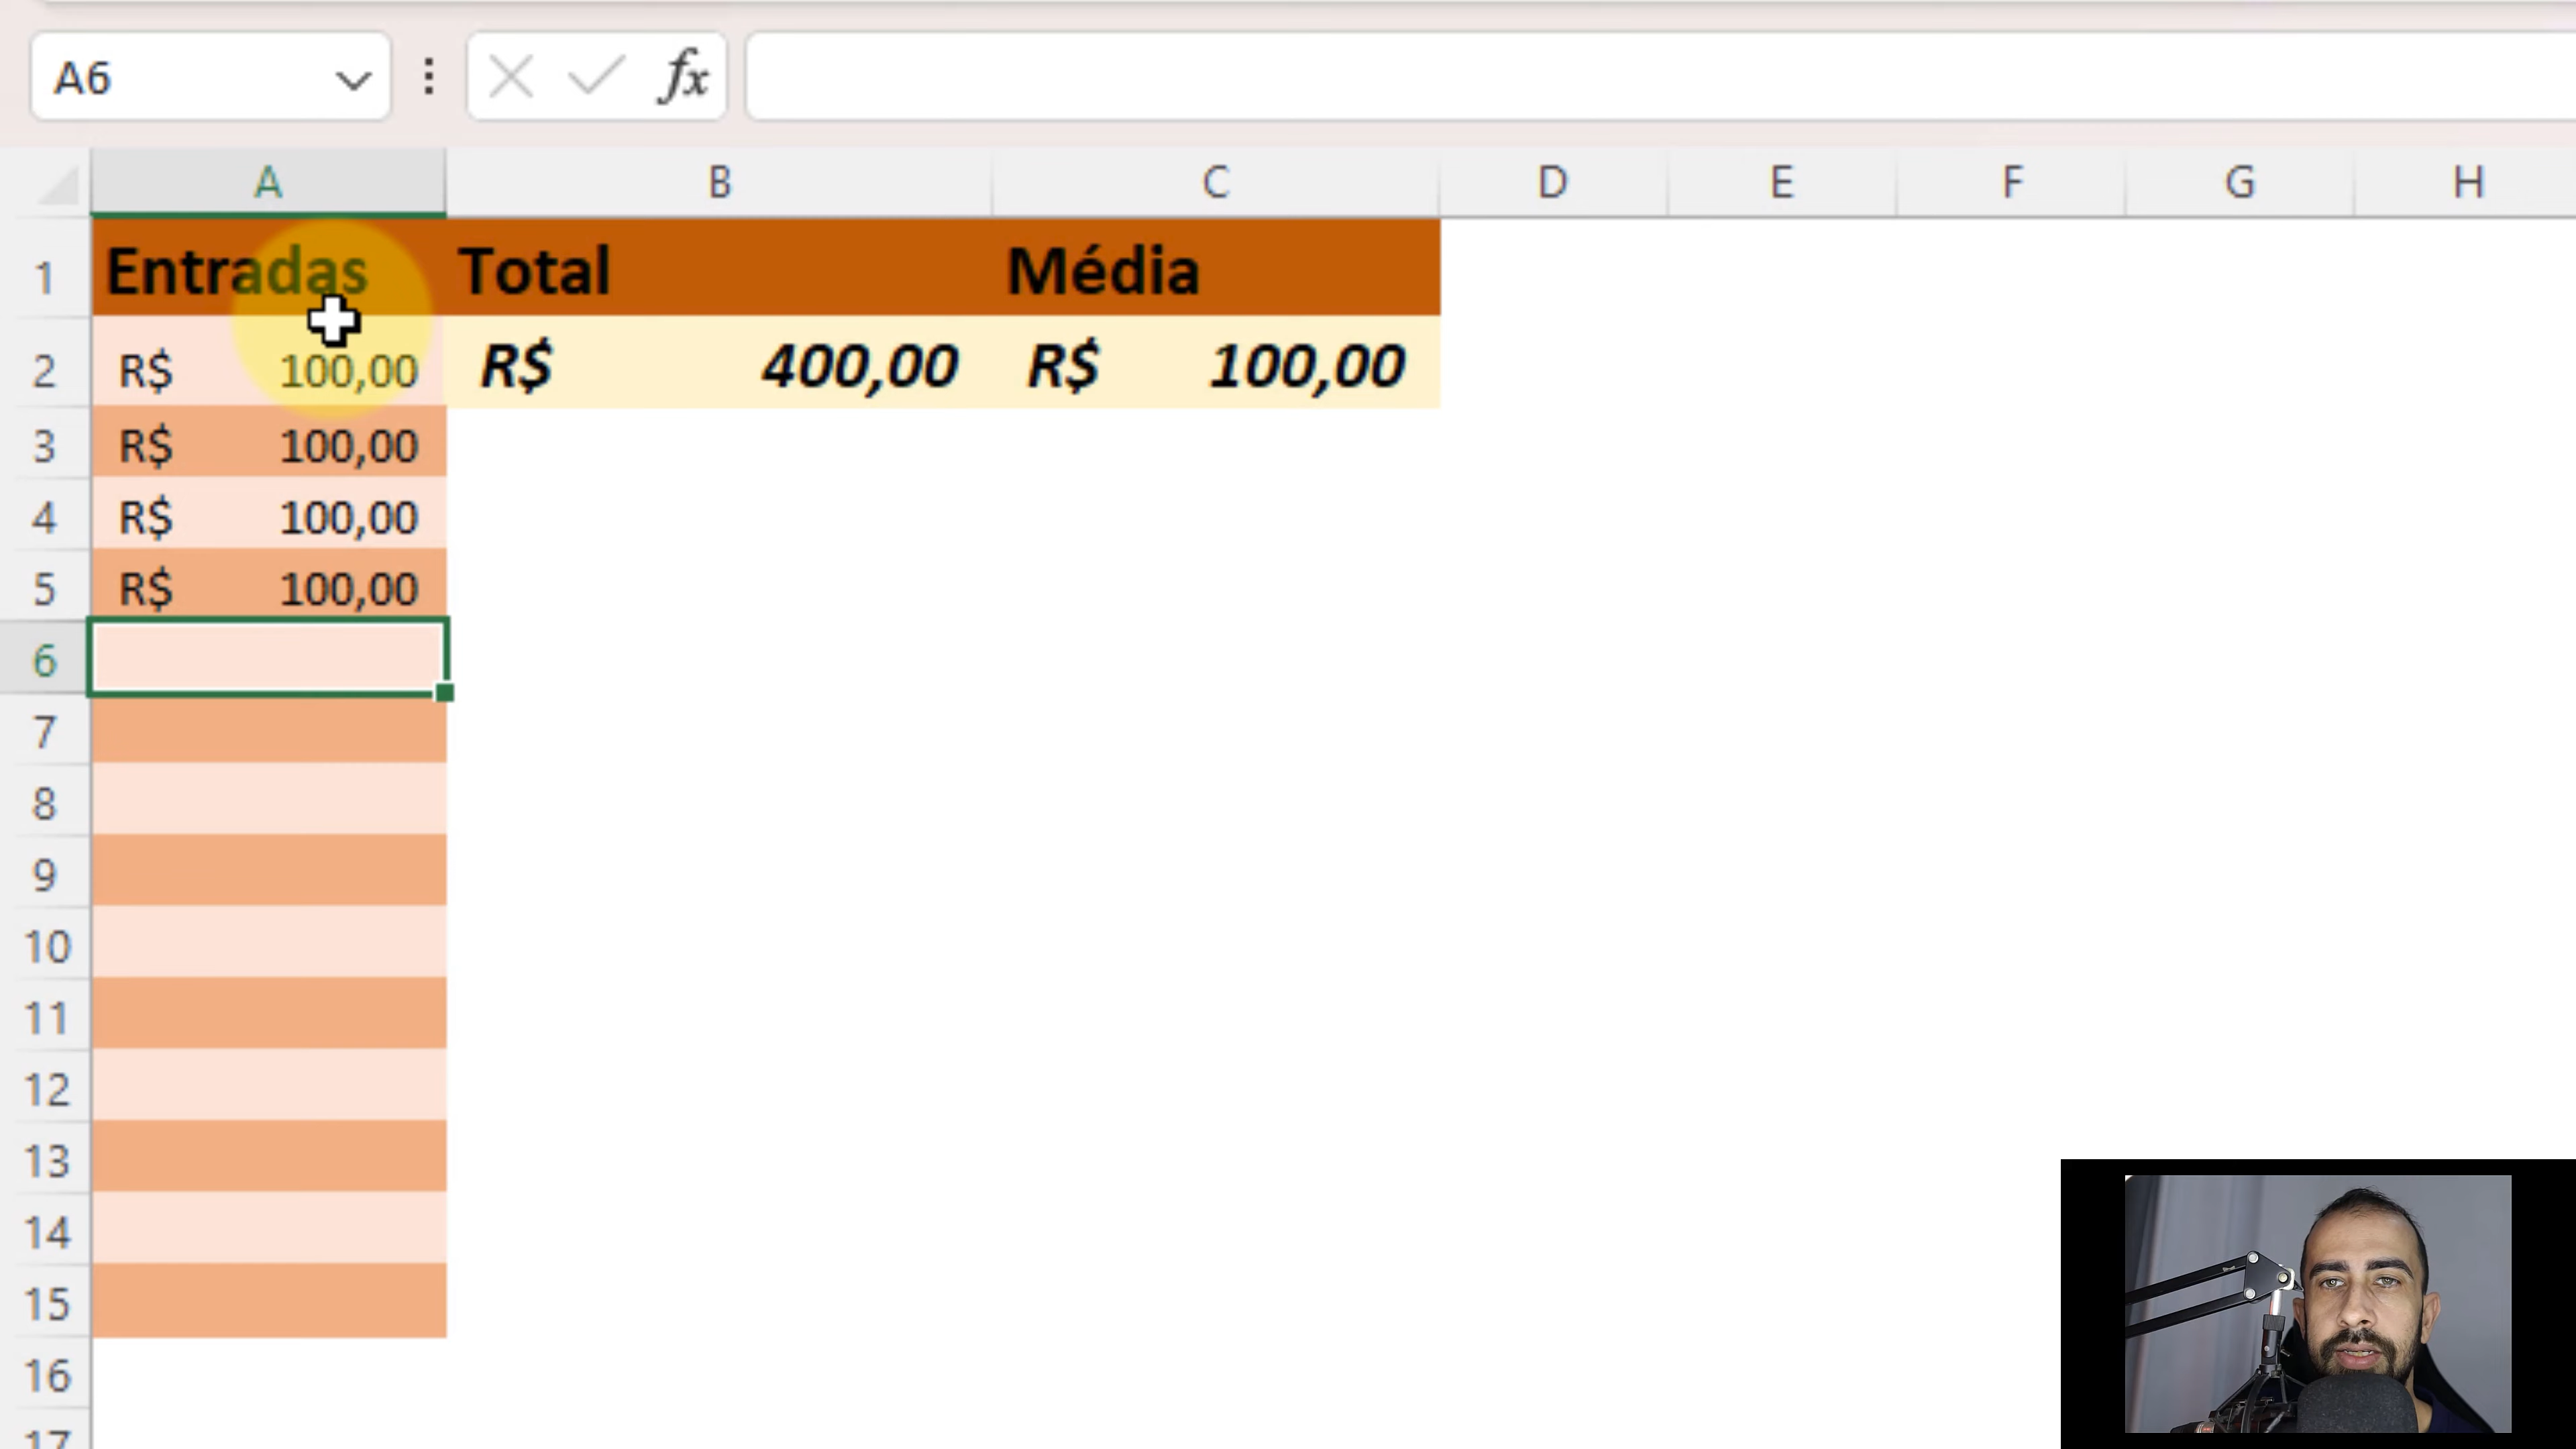 A6 fx
A B C D E F G H
1 Entradas Total Média
2 R$ 100,00 R$ 400,00 R$ 100,00
3 R$ 100,00
4 R$ 100,00
5 R$ 100,00
6
7
8
9
10
11
12
13
14
15
16
17